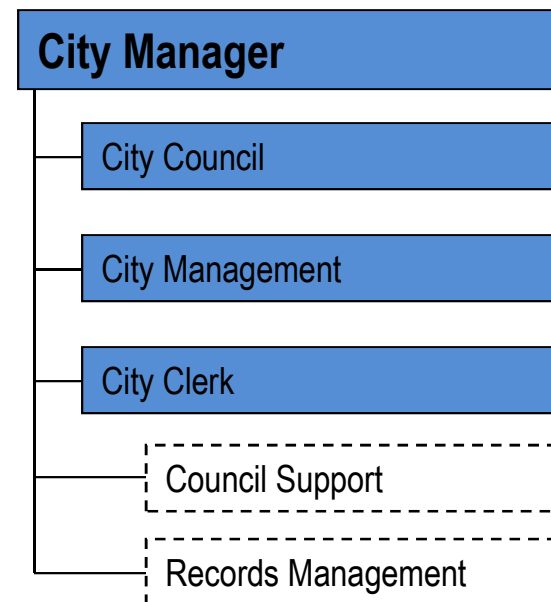 City Manager
City Council
City Management
City Clerk
Council Support
Records Management